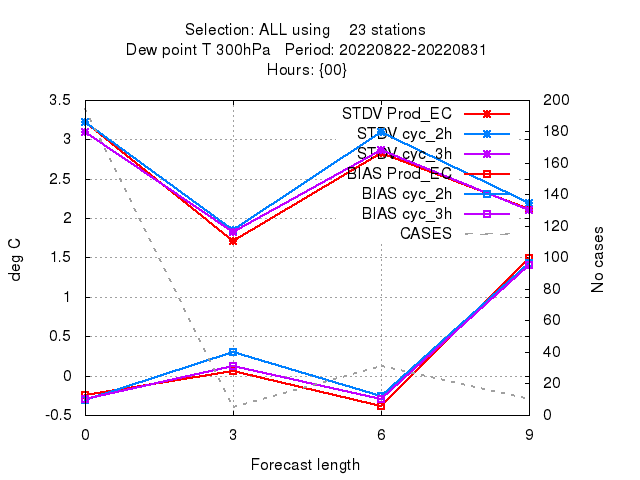 Selection: ALL using 23 stations
Dew point T 300hPa Period: 20220822-20220831
Hours: {00}
3.5
3
2.5
2
1.5
1
0.5
0
-0.5
deg C
200
180
160
140
120
100
80
60
40
20
0
No cases
STDV Prod_EC
STDV cyc_2h
STDV cyc_3h
BIAS Prod_EC
BIAS cyc_2h
BIAS cyc_3h
CASES
0 3 6 9
Forecast length